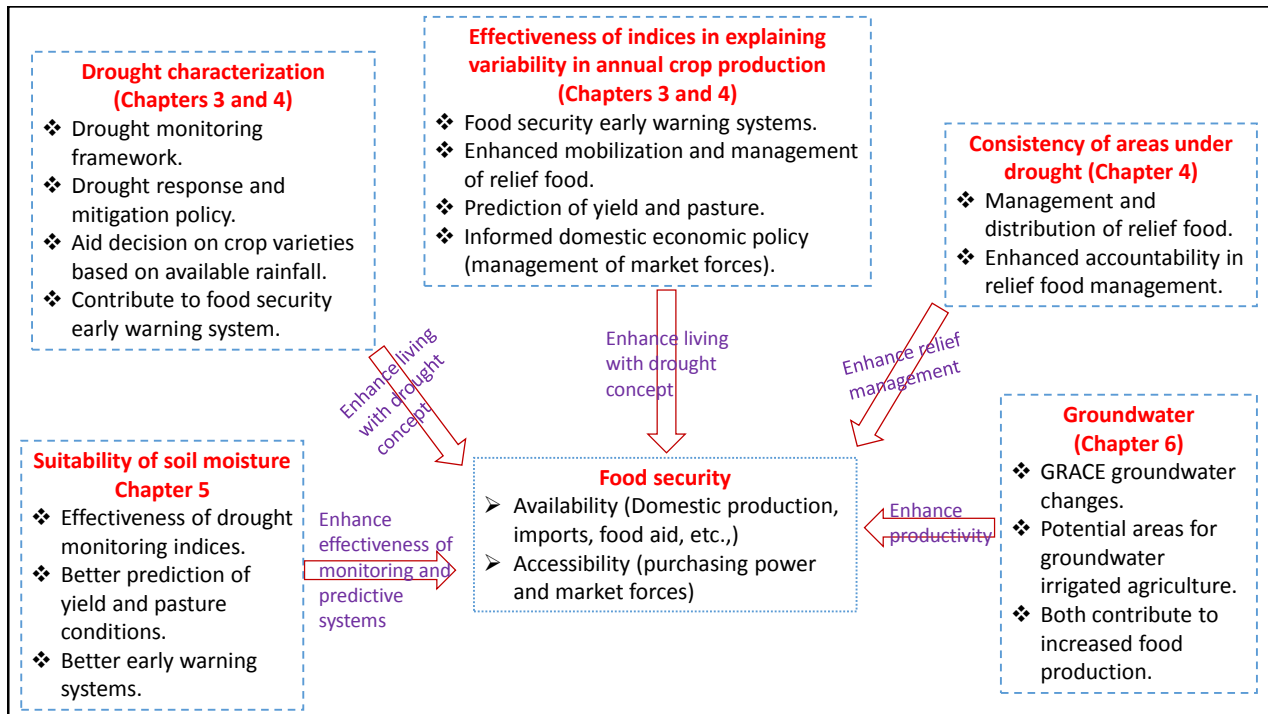 Drought characterization
(Chapters 3 and 4)
❖ Drought monitoring
framework.
❖ Drought response and
mitigation policy.
❖ Aid decision on crop varieties
based on available rainfall.
❖ Contribute to food security
early warning system.
Effectiveness of indices in explaining
variability in annual crop production
(Chapters 3 and 4)
❖ Food security early warning systems.
❖ Enhanced mobilization and management
of relief food.
❖ Prediction of yield and pasture.
❖ Informed domestic economic policy
(management of market forces).
Consistency of areas under
drought (Chapter 4)
❖ Management and
distribution of relief food.
❖ Enhanced accountability in
relief food management.
Enhance living
with drought
concept
Enhance living
with drought
concept
Enhance relief
management
Suitability of soil moisture
Chapter 5
❖ Effectiveness of drought
monitoring indices.
❖ Better prediction of
yield and pasture
conditions.
❖ Better early warning
systems.
Enhance
effectiveness of
monitoring and
predictive
systems
Food security
➢ Availability (Domestic production,
imports, food aid, etc.,)
➢ Accessibility (purchasing power
and market forces)
Enhance
productivity
Groundwater
(Chapter 6)
❖ GRACE groundwater
changes.
❖ Potential areas for
groundwater
irrigated agriculture.
❖ Both contribute to
increased food
production.